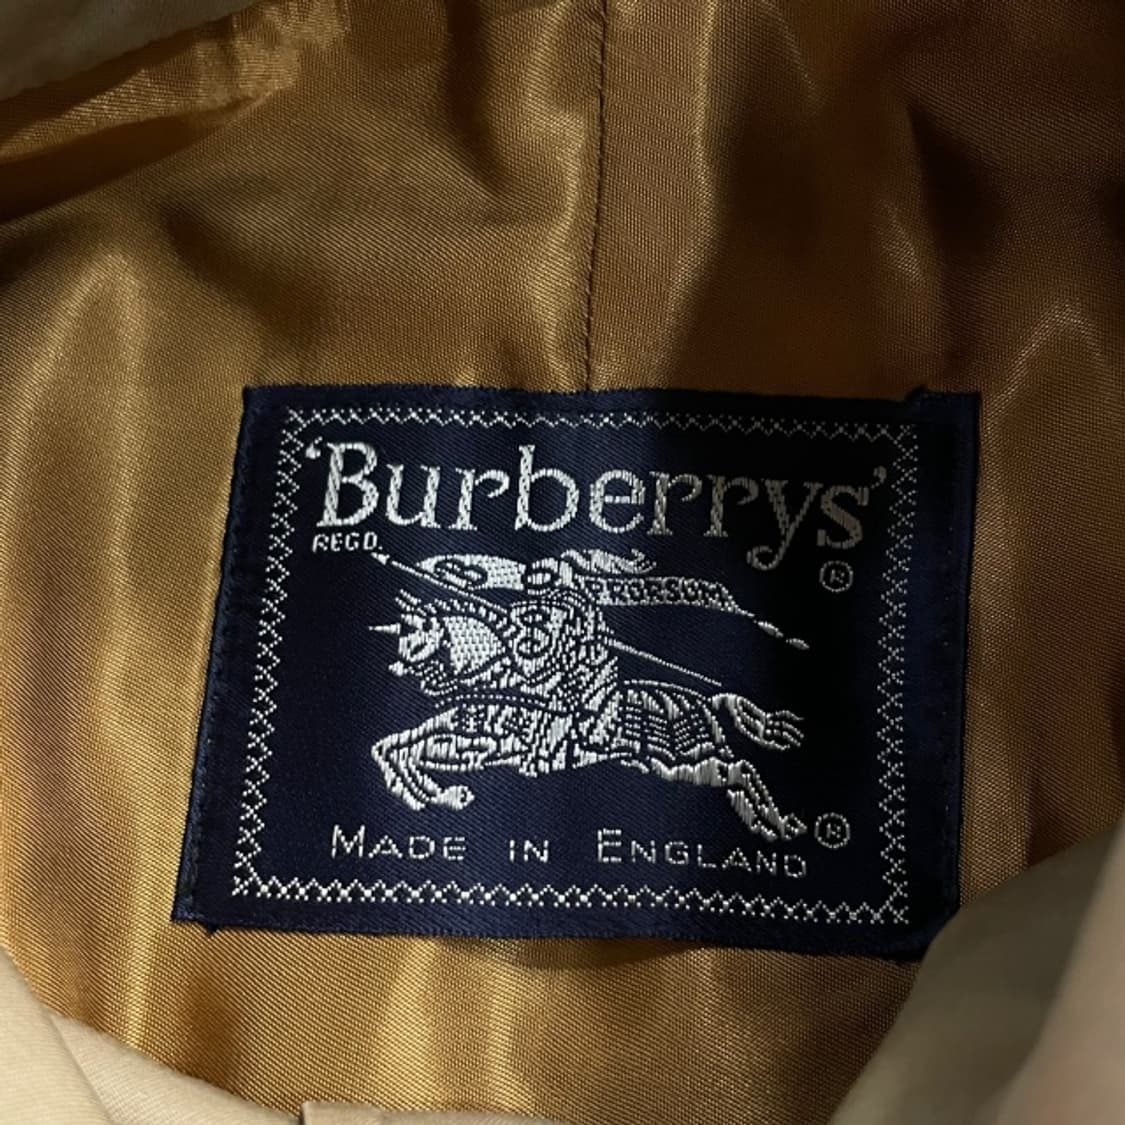 ‘Burberrys’
REGD.
®
PRORSUM
®
MADE IN ENGLAND